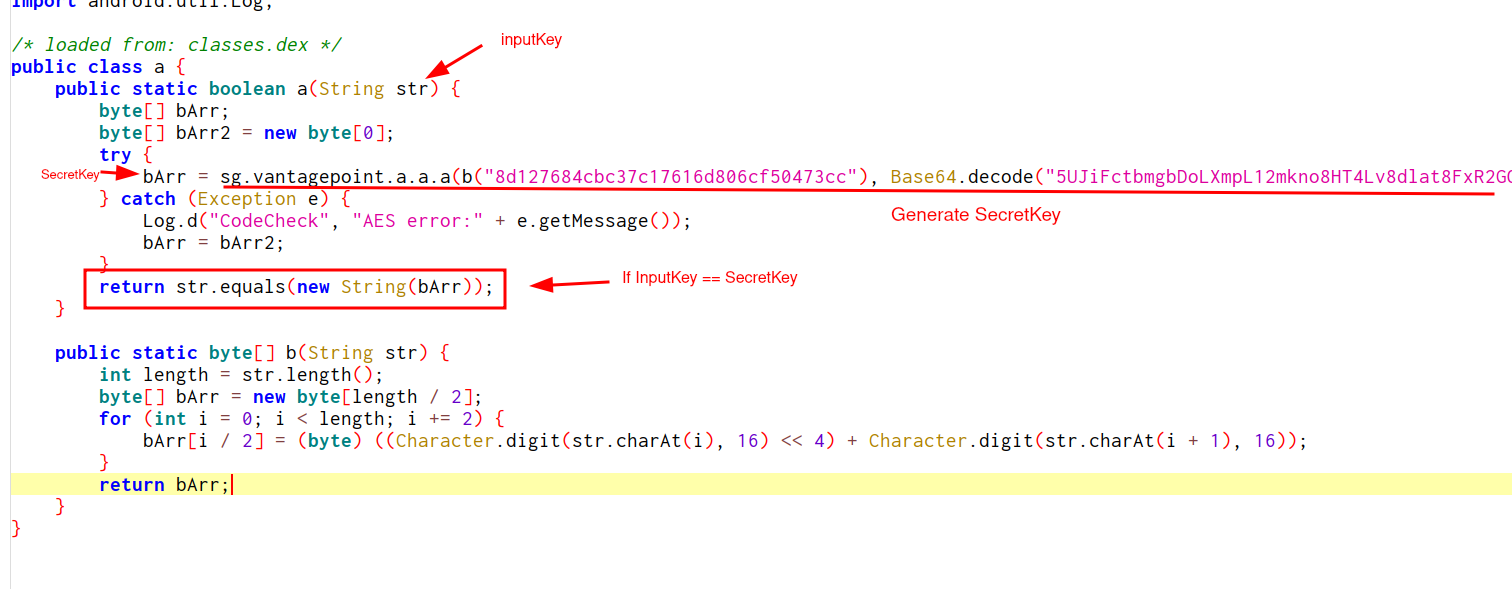 import android.util.Log;
/* loaded from: classes.dex */
inputKey
public class a {
public static boolean a(String str) {
byte[] bArr;
byte[] bArr2 = new byte[0];
try {
SecretKey
bArr = sg.vantagepoint.a.a.a(b("8d127684cbc37c17616d806cf50473cc"), Base64.decode("5UJiFctbmgbDoLXmpL12mkno8HT4Lv8dlat8FxR2GO
} catch (Exception e) {
Generate SecretKey
Log.d("CodeCheck", "AES error:" + e.getMessage());
bArr = bArr2;
}
If InputKey == SecretKey
return str.equals(new String(bArr));
}
public static byte[] b(String str) {
int length = str.length();
byte[] bArr = new byte[length / 2];
for (int i = 0; i < length; i += 2) {
bArr[i / 2] = (byte) ((Character.digit(str.charAt(i), 16) << 4) + Character.digit(str.charAt(i + 1), 16));
}
return bArr;
}
}